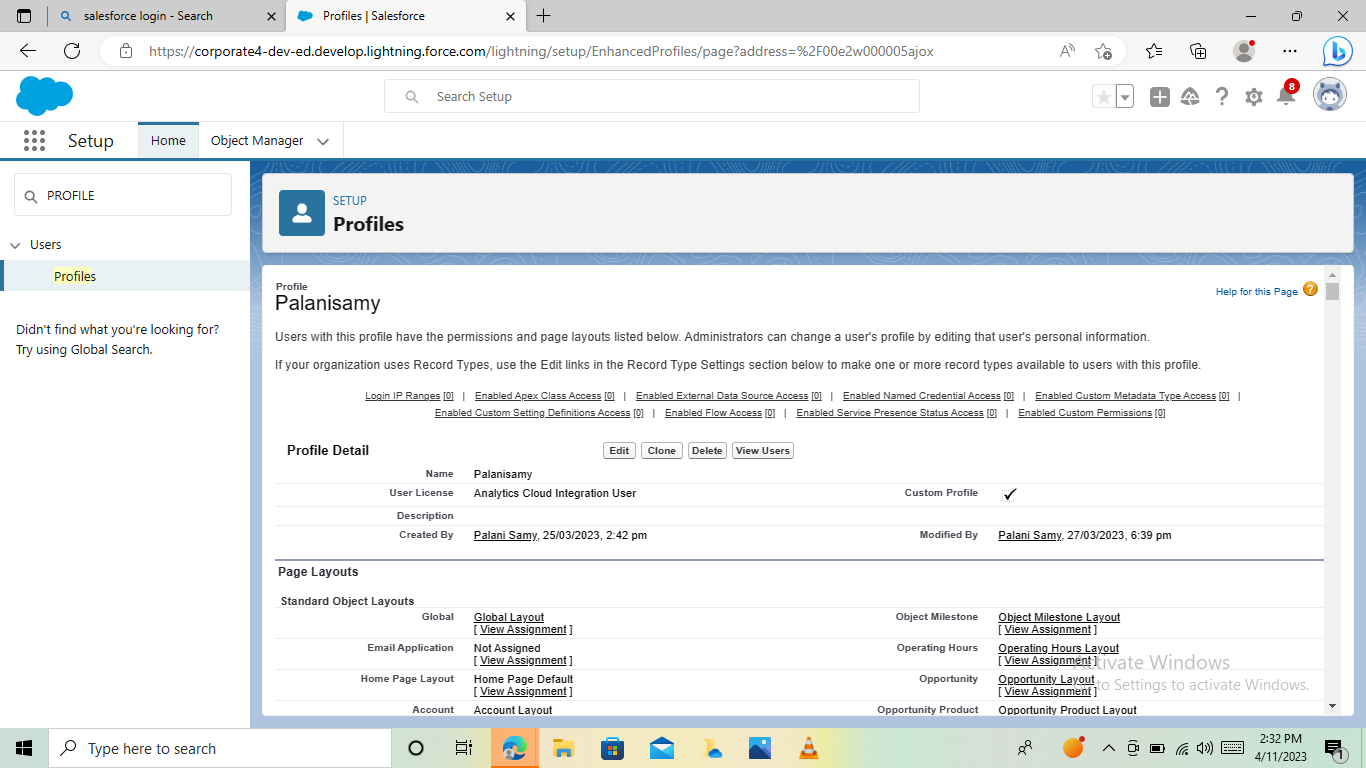 salesforce login - Search
Profiles | Salesforce
https://corporate4-dev-ed.develop.lightning.force.com/lightning/setup/EnhancedProfiles/page?address=%2F00e2w000005ajox
Search Setup
8
Setup
Home
Object Manager
PROFILE
Users
Profiles
Didn't find what you're looking for?
Try using Global Search.
SETUP
Profiles
Profile
Palanisamy
Help for this Page ?
Users with this profile have the permissions and page layouts listed below. Administrators can change a user's profile by editing that user's personal information.
If your organization uses Record Types, use the Edit links in the Record Type Settings section below to make one or more record types available to users with this profile.
Login IP Ranges [0] | Enabled Apex Class Access [0] | Enabled External Data Source Access [0] | Enabled Named Credential Access [0] | Enabled Custom Metadata Type Access [0] |
Enabled Custom Setting Definitions Access [0] | Enabled Flow Access [0] | Enabled Service Presence Status Access [0] | Enabled Custom Permissions [0]
Profile Detail Edit Clone Delete View Users
Name Palanisamy
User License Analytics Cloud Integration User Custom Profile
Description
Created By Palani Samy, 25/03/2023, 2:42 pm Modified By Palani Samy, 27/03/2023, 6:39 pm
Page Layouts
Standard Object Layouts
Global Global Layout Object Milestone Object Milestone Layout
[ View Assignment ] [ View Assignment ]
Email Application Not Assigned Operating Hours Operating Hours Layout
[ View Assignment ] [ View Assignment ]
Home Page Layout Home Page Default Opportunity Opportunity Layout
[ View Assignment ] [ View Assignment ]
Account Account Layout Opportunity Product Opportunity Product Layout
Activate Windows
to Settings to activate Windows.
Type here to search
2:32 PM
4/11/2023
1